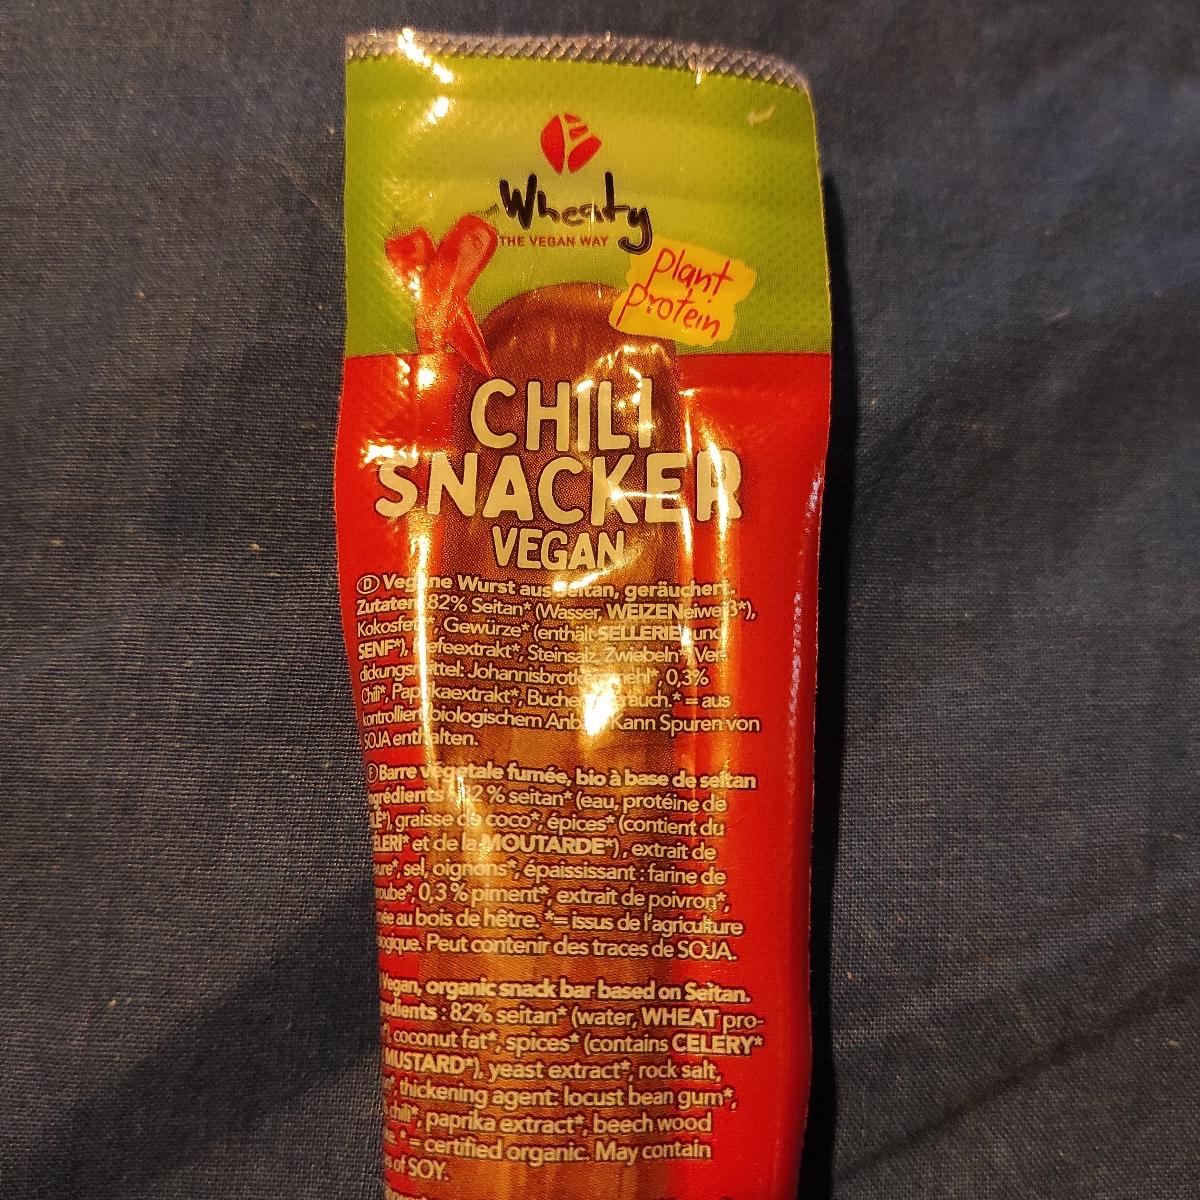 Wheaty
THE VEGAN WAY
Plant
Protein
CHILI
SNACKER
VEGAN
D Vegane Wurst aus Seitan, geräuchert.
Zutaten: 82% Seitan* (Wasser, WEIZENeiweiß*),
Kokosfett*, Gewürze* (enthält SELLERIE* und
SENF*), Hefeextrakt*, Steinsalz, Zwiebeln*, Ver-
dickungsmittel: Johannisbrotkernmehl*, 0,3%
Chili*, Paprikaextrakt*, Buchenholzrauch.* = aus
kontrolliert biologischem Anbau. Kann Spuren von
SOJA enthalten.
F Barre végétale fumée, bio à base de seitan
Ingrédients : 82 % seitan* (eau, protéine de
BLÉ*), graisse de coco*, épices* (contient du
CELERI* et de la MOUTARDE*), extrait de
sel, oignons*, épaississant : farine de
0,3 % piment*, extrait de poivron*,
au bois de hêtre. *= issus de l'agriculture
Peut contenir des traces de SOJA.
Vegan, organic snack bar based on Seitan.
82% seitan* (water, WHEAT pro-
coconut fat*, spices* (contains CELERY*
MUSTARD*), yeast extract*, rock salt,
thickening agent: locust bean gum*,
chili*, paprika extract*, beech wood
*= certified organic. May contain
of SOY.